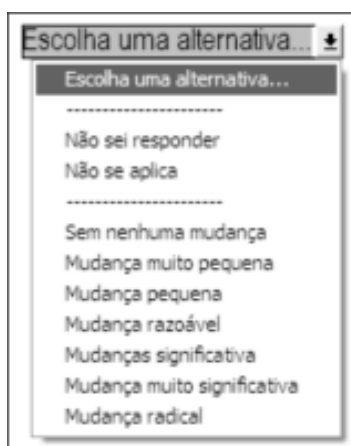 Escolha uma alternativa...
Escolha uma alternativa...
-----------------------
Não sei responder
Não se aplica
-----------------------
Sem nenhuma mudança
Mudança muito pequena
Mudança pequena
Mudança razoável
Mudanças significativa
Mudança muito significativa
Mudança radical